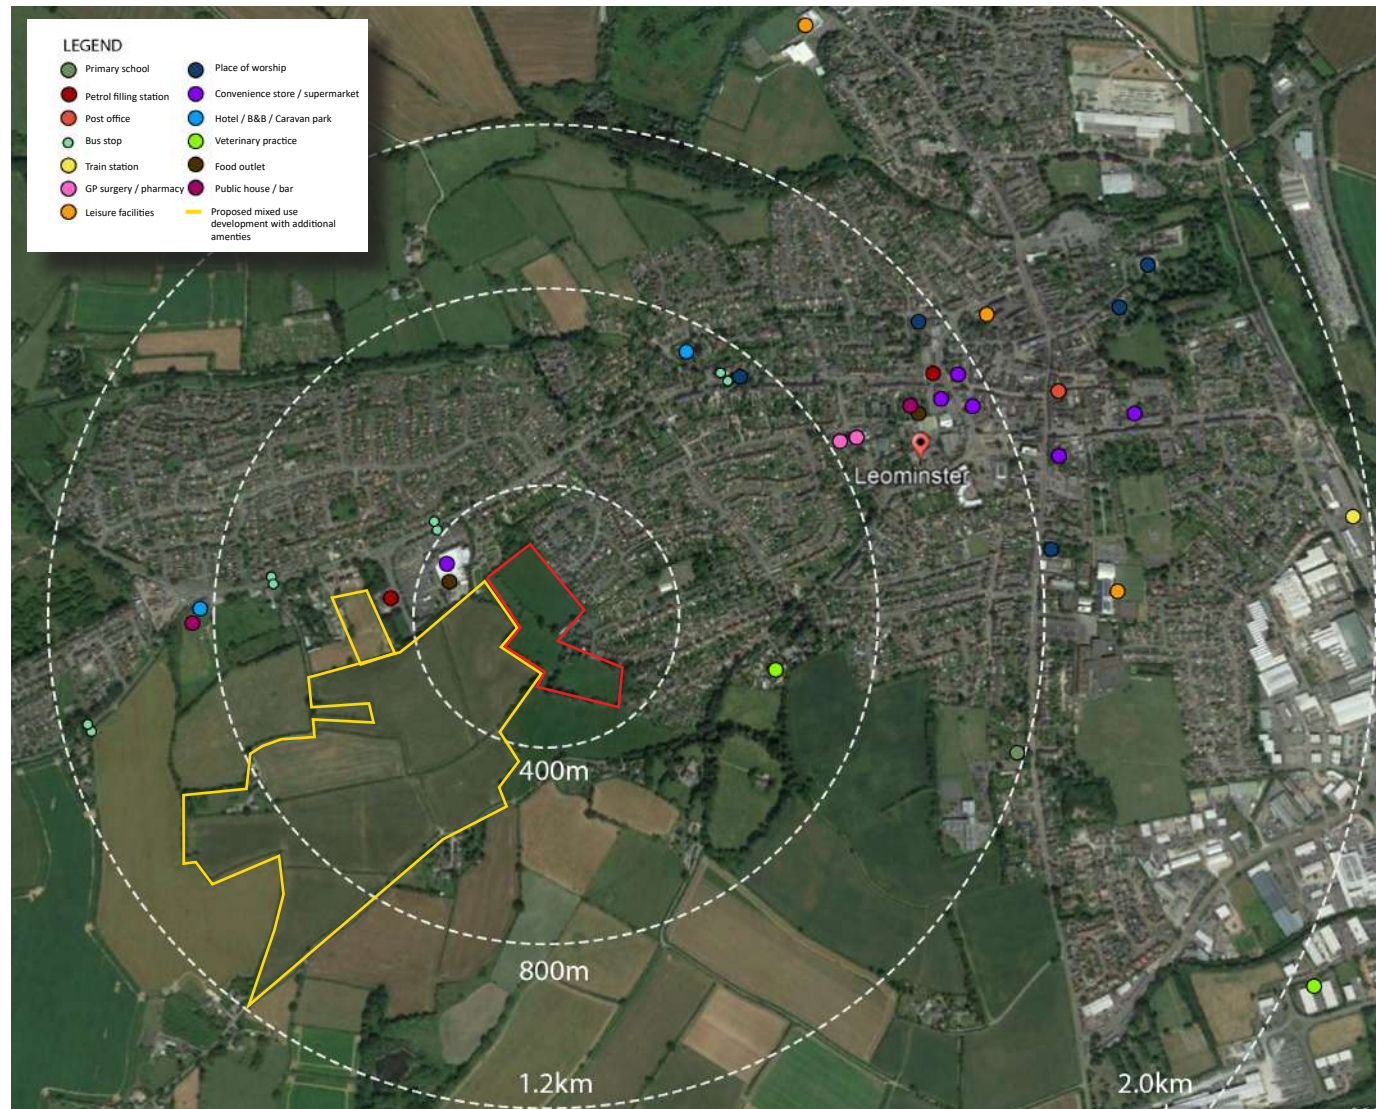 LEGEND
Primary school
Petrol filling station
Post office
Bus stop
Train station
GP surgery / pharmacy
Leisure facilities
Place of worship
Convenience store / supermarket
Hotel / B&B / Caravan park
Veterinary practice
Food outlet
Public house / bar
Proposed mixed use
development with additional
amenties
Leominster
400m
800m
1.2km
2.0km